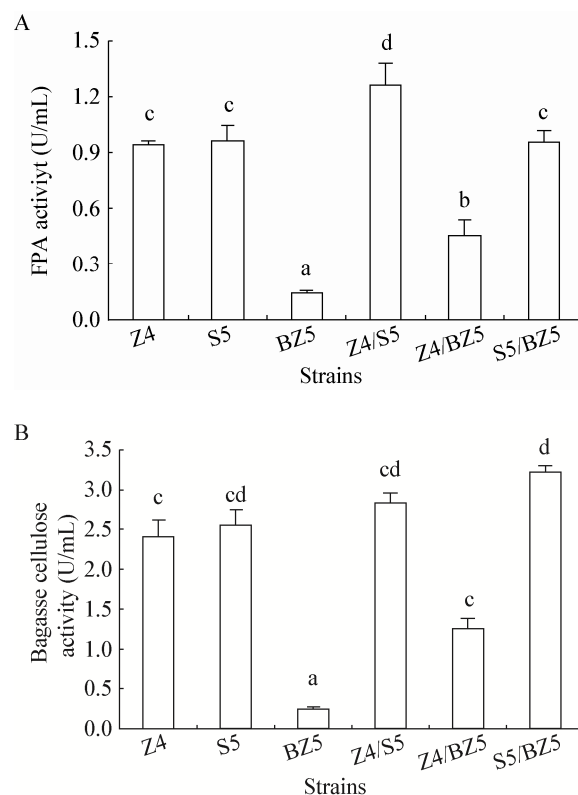 A
1.5
1.2
0.9
0.6
0.3
0.0
FPA activiyt (U/mL)
c
c
a
d
b
c
Z4
S5
BZ5
Z4/S5
Z4/BZ5
S5/BZ5
Strains
B
3.5
3.0
2.5
2.0
1.5
1.0
0.5
0.0
Bagasse cellulose
activity (U/mL)
c
cd
a
cd
c
d
Z4
S5
BZ5
Z4/S5
Z4/BZ5
S5/BZ5
Strains